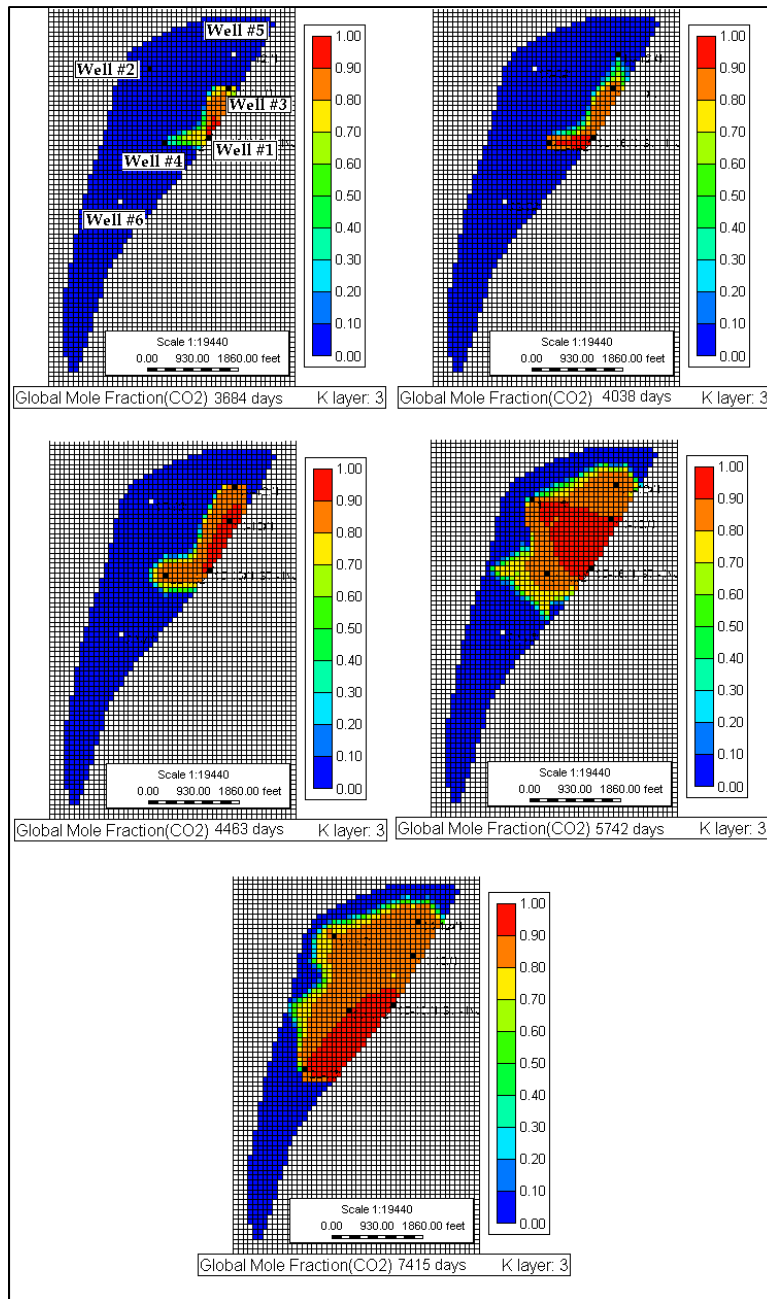 Well #5
Well #2
Well #3
Well #4
Well #1
Well #6
1.00
0.90
0.80
0.70
0.60
0.50
0.40
0.30
0.20
0.10
0.00
Scale 1:19440
0.00 930.00 1860.00 feet
Global Mole Fraction(CO2) 3684 days K layer: 3
1.00
0.90
0.80
0.70
0.60
0.50
0.40
0.30
0.20
0.10
0.00
Scale 1:19440
0.00 930.00 1860.00 feet
Global Mole Fraction(CO2) 4038 days K layer: 3
1.00
0.90
0.80
0.70
0.60
0.50
0.40
0.30
0.20
0.10
0.00
Scale 1:19440
0.00 930.00 1860.00 feet
Global Mole Fraction(CO2) 4463 days K layer: 3
1.00
0.90
0.80
0.70
0.60
0.50
0.40
0.30
0.20
0.10
0.00
Scale 1:19440
0.00 930.00 1860.00 feet
Global Mole Fraction(CO2) 5742 days K layer: 3
1.00
0.90
0.80
0.70
0.60
0.50
0.40
0.30
0.20
0.10
0.00
Scale 1:19440
0.00 930.00 1860.00 feet
Global Mole Fraction(CO2) 7415 days K layer: 3